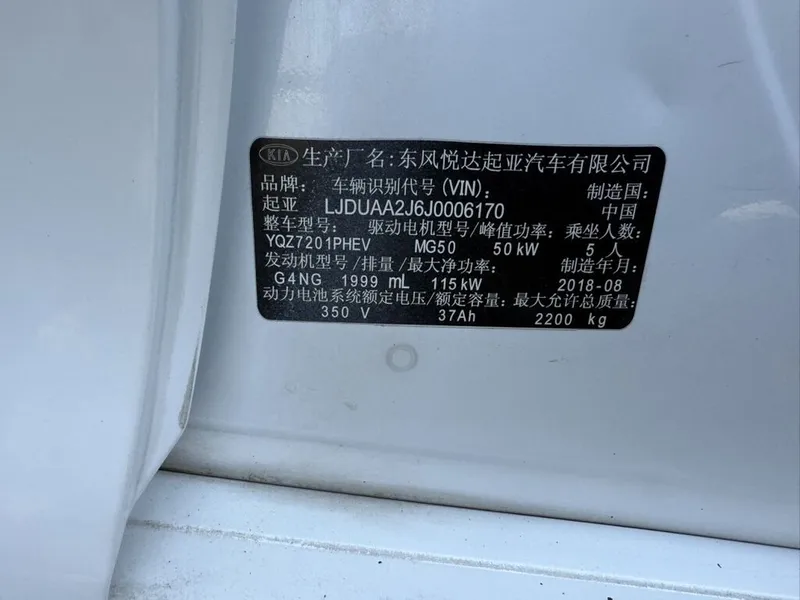 KIA 生产厂名:东风悦达起亚汽车有限公司
品牌: 车辆识别代号(VIN): 制造国:
起亚 LJDUAA2J6J0006170 中国
整车型号: 驱动电机型号/峰值功率: 乘坐人数:
YQZ7201PHEV MG50 50kW 5人
发动机型号/排量/最大净功率: 制造年月:
G4NG 1999 mL 115kW 2018-08
动力电池系统额定电压/额定容量: 最大允许总质量:
350 V 37Ah 2200 kg